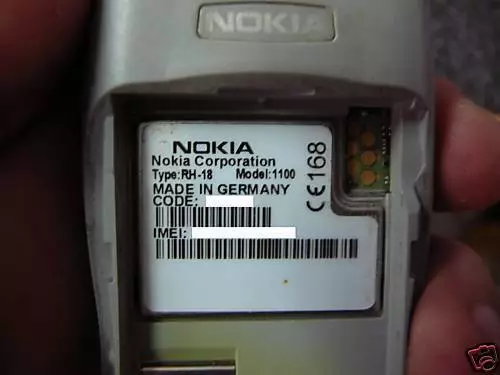 NOKIA
NOKIA
Nokia Corporation
Type:RH-18 Model:1100
MADE IN GERMANY
CODE:
IMEI:
CE168